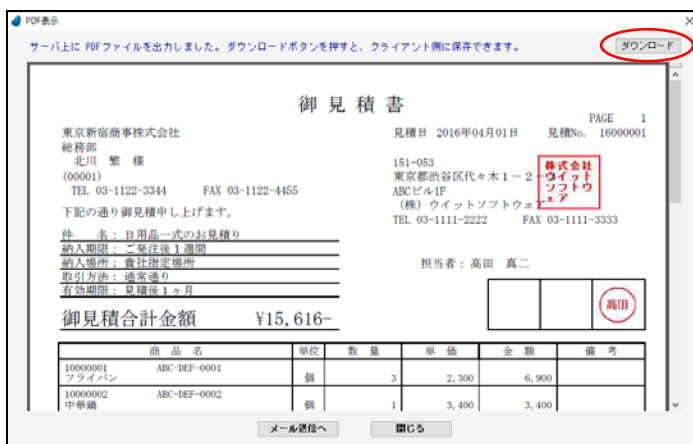 PDF表示
サーバ上に PDFファイルを出力しました。ダウンロードボタンを押すと、クライアント側に保存できます。
ダウンロード
御見積書
PAGE 1
東京新宿商事株式会社
見積日 2016年04月01日 見積No. 16000001
総務部
北川 繁 様
(00001)
TEL 03-1122-3344 FAX 03-1122-4455
151-053
東京都渋谷区代々木1-2-
ABCビル1F
(株) ウイットソフトウェア
TEL 03-1111-2222 FAX 03-1111-3333
株式会社
ウイット
ソフトウ
ェア
下記の通り御見積申し上げます。
件 名: 日用品一式のお見積り
納入期限: ご発注後1週間
納入場所: 貴社指定場所
取引方法: 通常通り
有効期限: 見積後1ヶ月
担当者: 高田 真二
高田
御見積合計金額 ¥15,616-
商品名 単位 数量 単価 金額 備考
10000001 ABC-DEF-0001
フライパン 個 3 2,300 6,900
10000002 ABC-DEF-0002
中華鍋 個 1 3,400 3,400
メール送信へ 閉じる